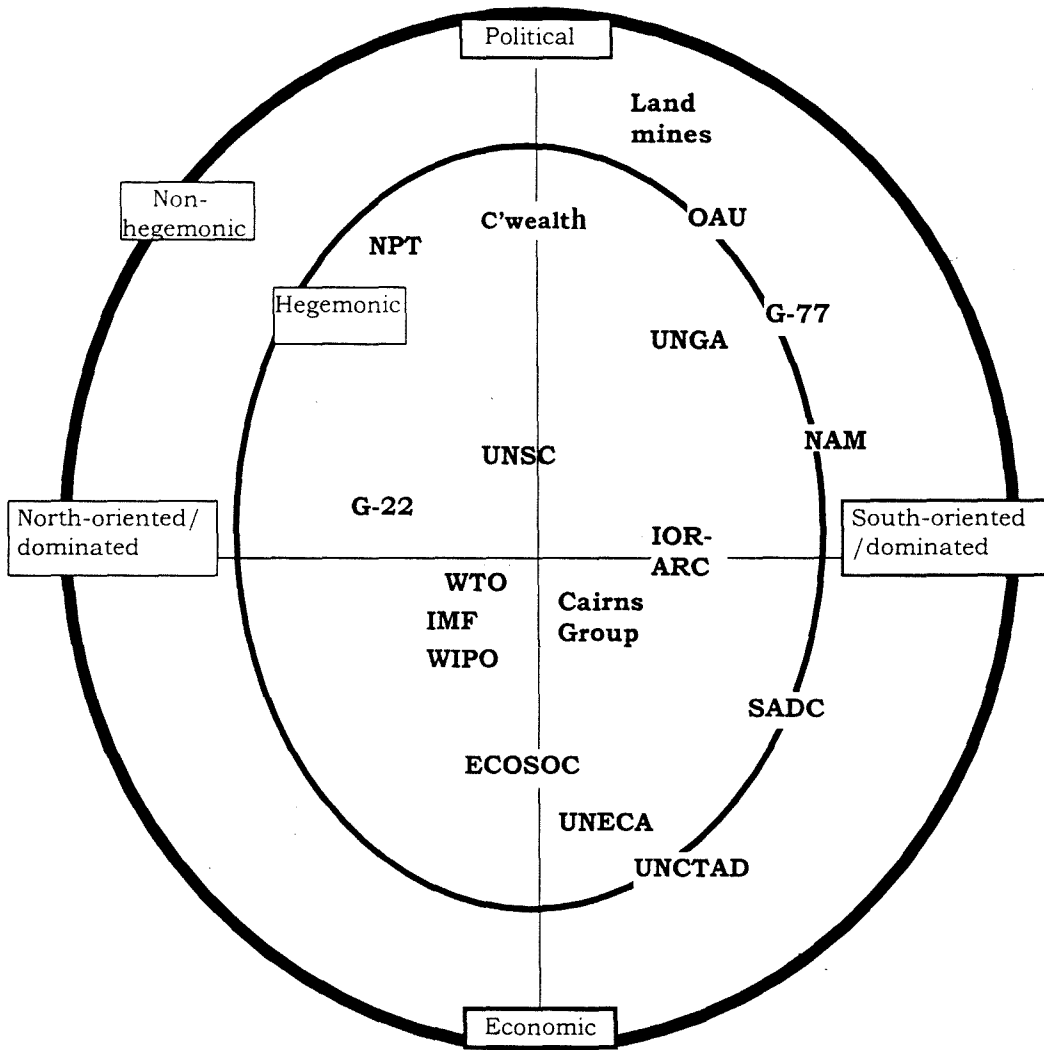 Political
Land
mines
Non-
hegemonic
C'wealth
OAU
NPT
Hegemonic
G-77
UNGA
NAM
UNSC
G-22
North-oriented/
dominated
South-oriented
/dominated
IOR-
ARC
WTO
Cairns
Group
IMF
WIPO
SADC
ECOSOC
UNECA
UNCTAD
Economic